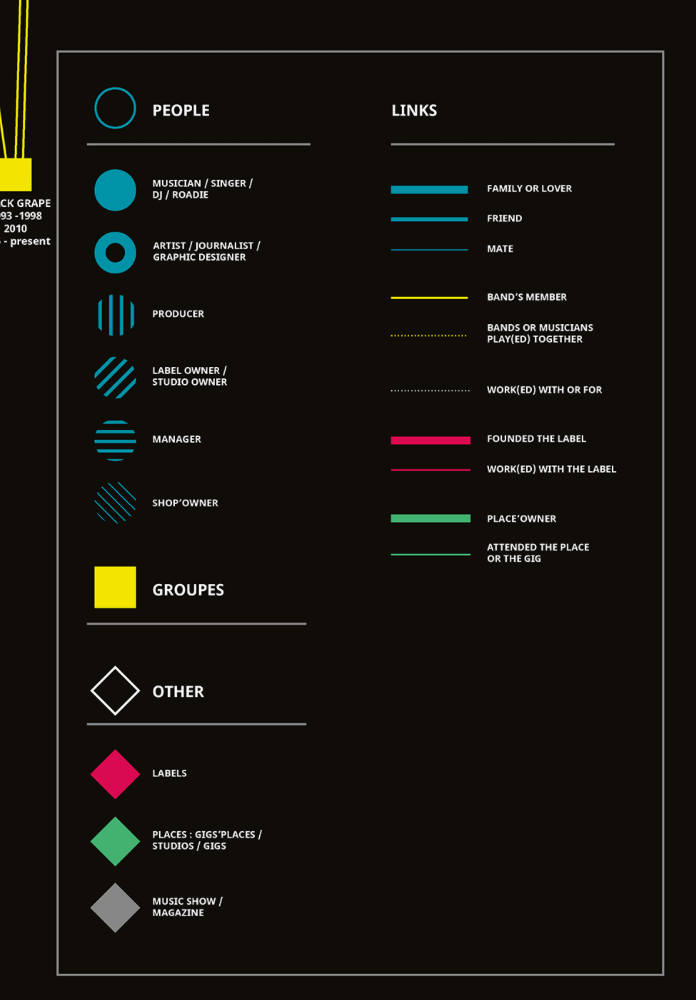 CK GRAPE
93 -1998
2010
- present
PEOPLE
MUSICIAN / SINGER /
DJ / ROADIE
ARTIST / JOURNALIST /
GRAPHIC DESIGNER
PRODUCER
LABEL OWNER /
STUDIO OWNER
MANAGER
SHOP'OWNER
GROUPES
OTHER
LABELS
PLACES : GIGS'PLACES /
STUDIOS / GIGS
MUSIC SHOW /
MAGAZINE
LINKS
FAMILY OR LOVER
FRIEND
MATE
BAND'S MEMBER
BANDS OR MUSICIANS
PLAY(ED) TOGETHER
WORK(ED) WITH OR FOR
FOUNDED THE LABEL
WORK(ED) WITH THE LABEL
PLACE'OWNER
ATTENDED THE PLACE
OR THE GIG